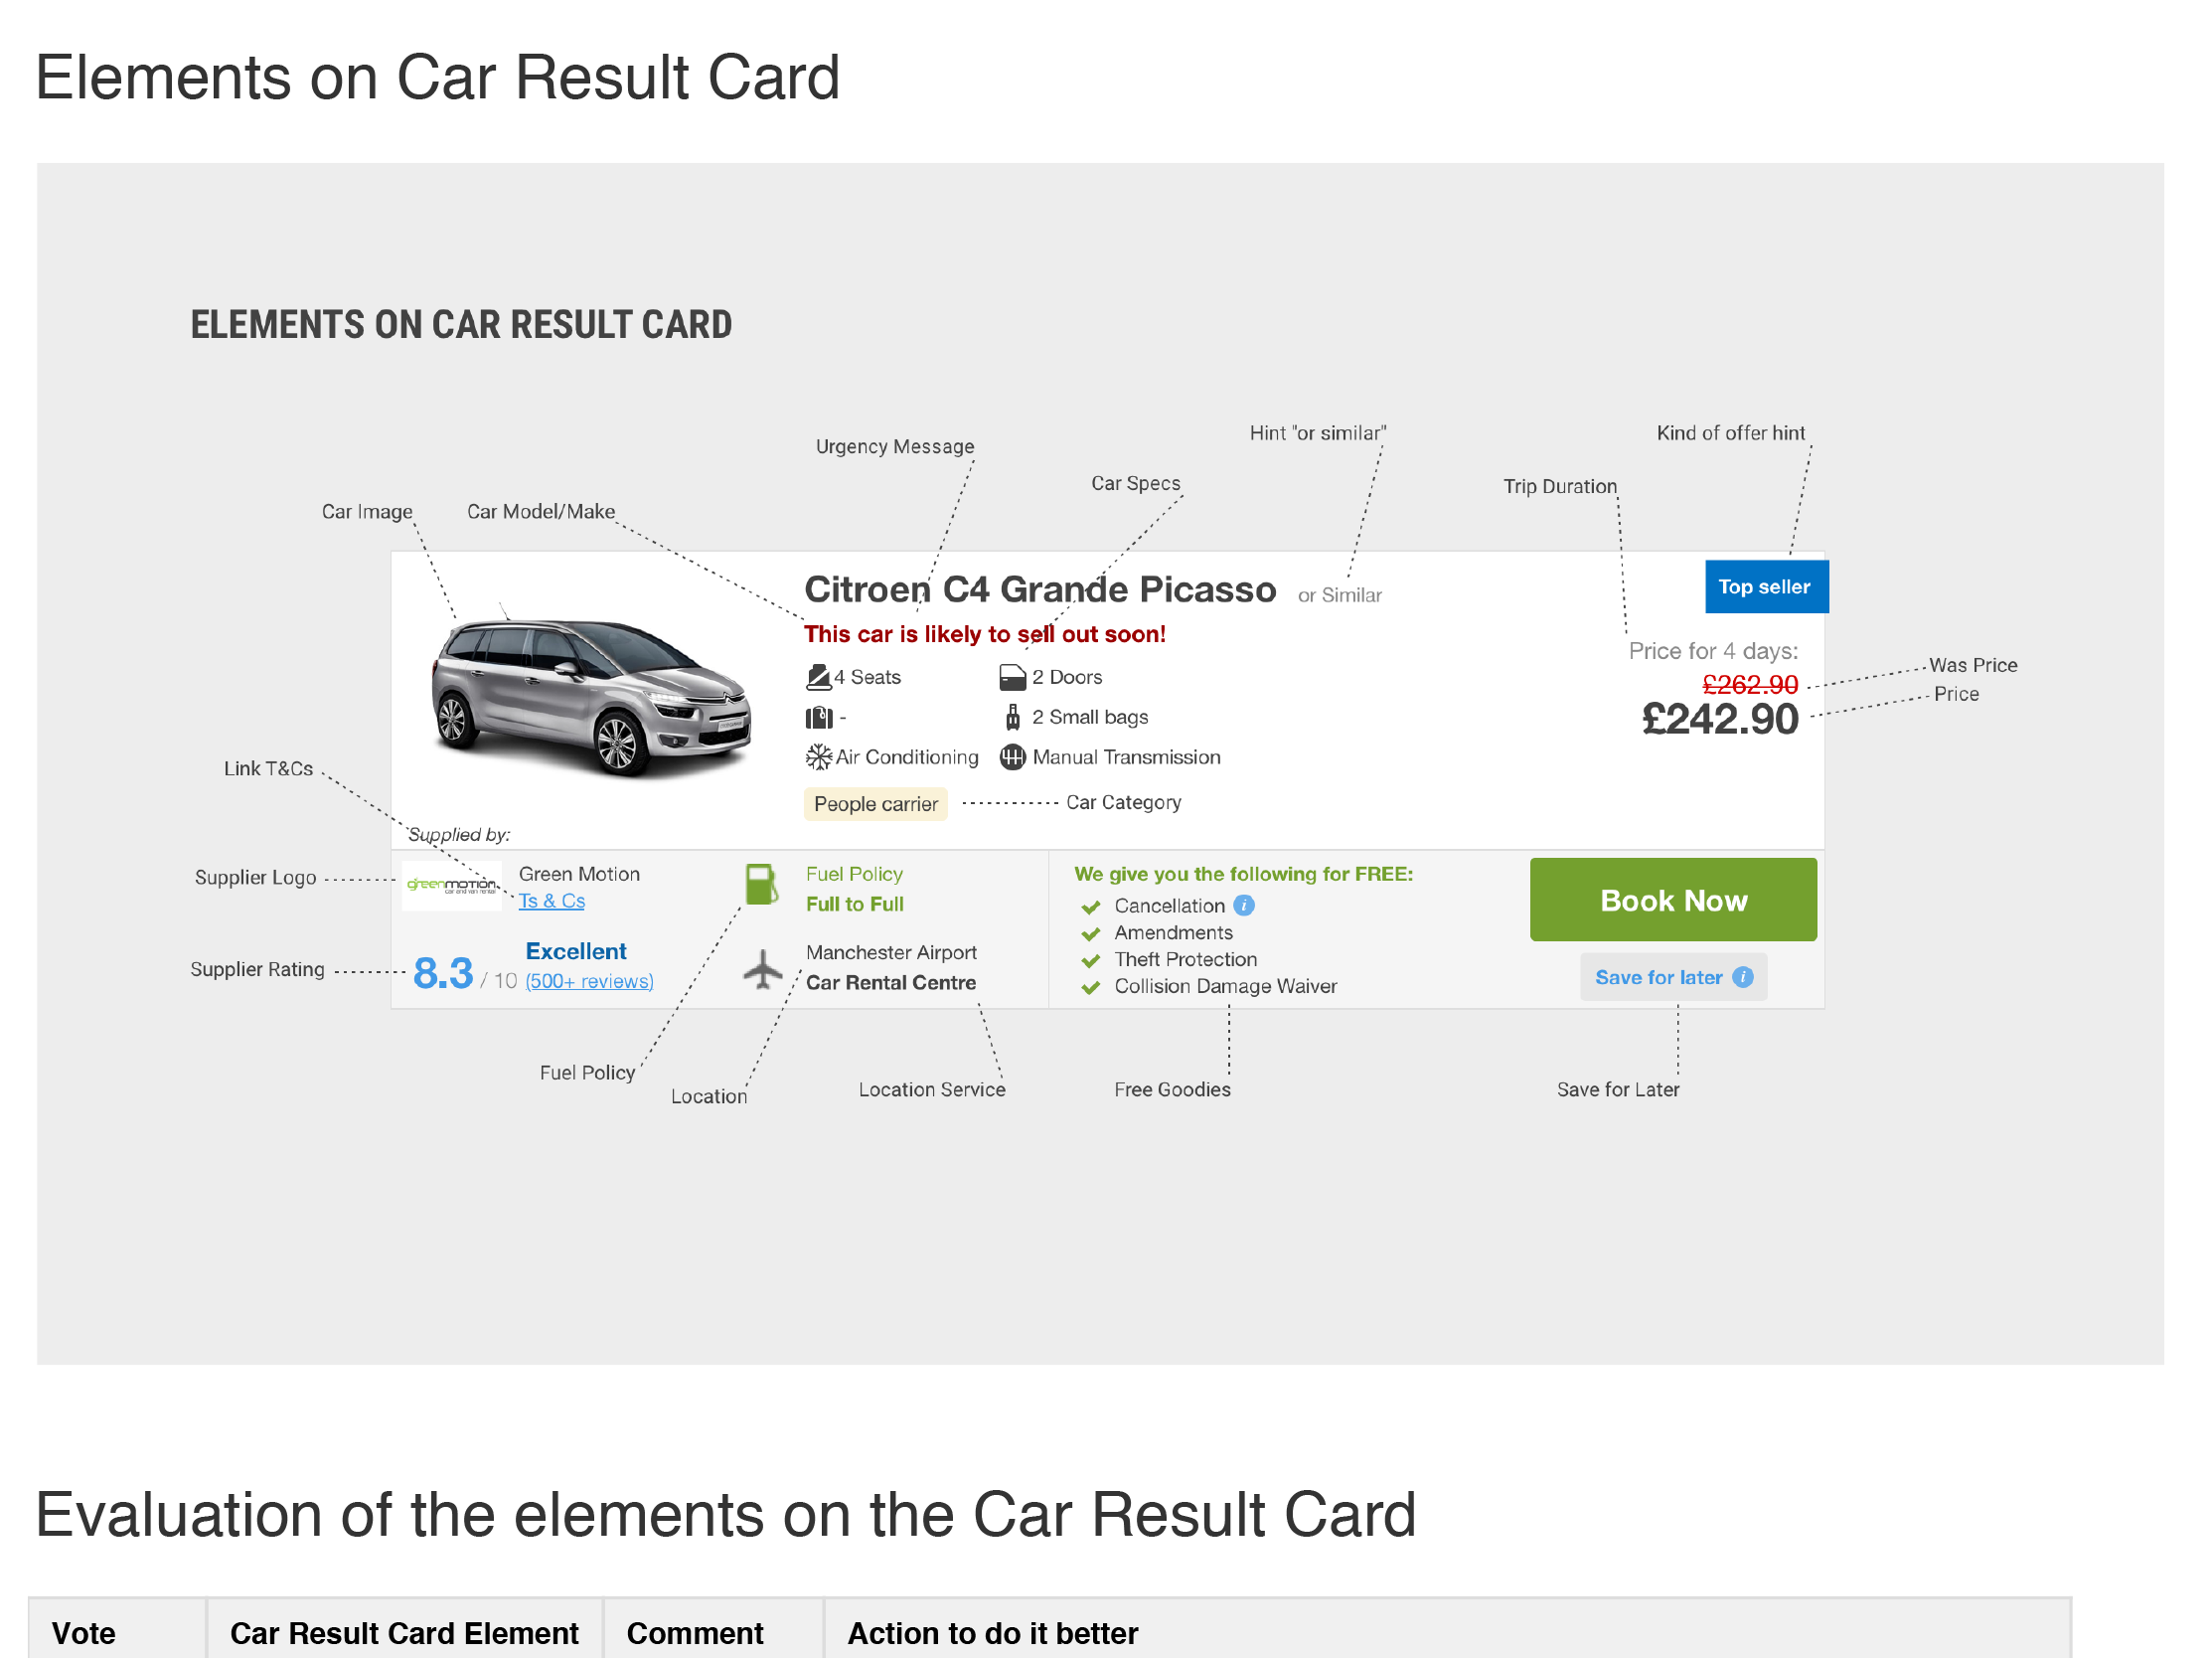 Elements on Car Result Card
ELEMENTS ON CAR RESULT CARD
Urgency Message
Hint "or similar"
Kind of offer hint
Car Specs
Trip Duration
Car Image
Car Model/Make
Citroen C4 Grande Picasso or Similar
Top seller
This car is likely to sell out soon!
Price for 4 days:
£262.90
Was Price
£242.90
Price
4 Seats
2 Doors
-
2 Small bags
Air Conditioning
Manual Transmission
Link T&Cs
People carrier
Car Category
Supplied by:
Supplier Logo
greenmotion
car and van rental
Green Motion
Ts & Cs
Fuel Policy
Full to Full
We give you the following for FREE:
Cancellation i
Amendments
Theft Protection
Collision Damage Waiver
Book Now
Supplier Rating
8.3 / 10
Excellent
(500+ reviews)
Manchester Airport
Car Rental Centre
Save for later i
Fuel Policy
Location
Location Service
Free Goodies
Save for Later
Evaluation of the elements on the Car Result Card
Vote
Car Result Card Element
Comment
Action to do it better